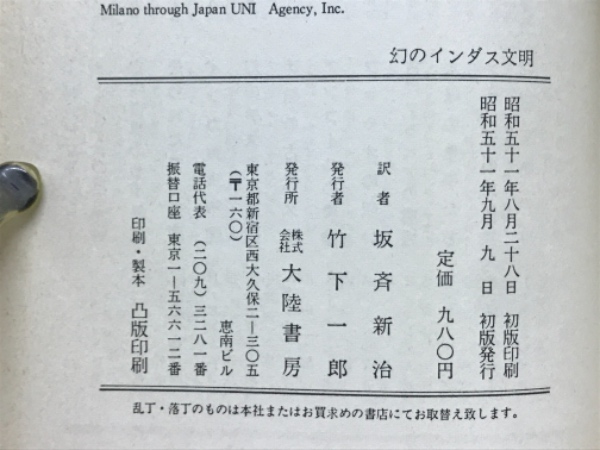 Milano through Japan UNI Agency, Inc.
幻のインダス文明
昭和五十一年八月二十八日 初版印刷
昭和五十一年九月 九 日 初版発行
定価 九八〇円
訳 者 坂 斉 新 治
発行者 竹 下 一 郎
発行所 株式会社 大 陸 書 房
東京都新宿区西大久保二―三〇五
(〒一六〇) 恵南ビル
電話代表 (二〇九)三二八一番
振替口座 東京一―五六六一二番
印刷・製本 凸版印刷
乱丁・落丁のものは本社またはお買求めの書店にてお取替え致します。